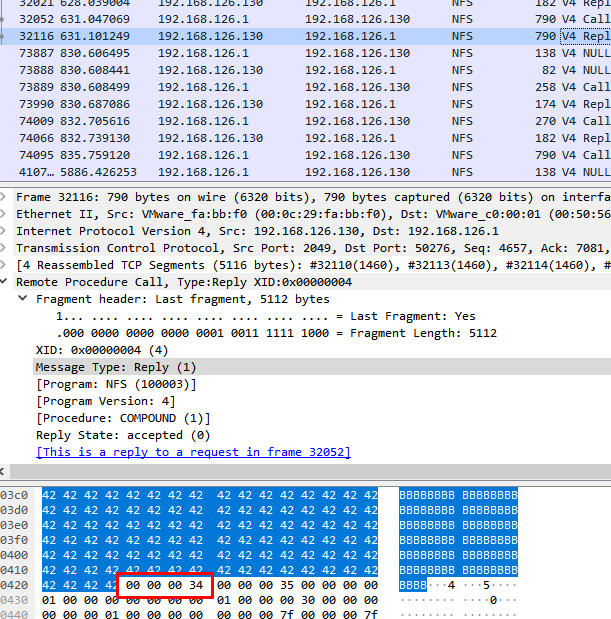 32021 628.039004 192.168.126.130 192.168.126.1 NFS 182 V4 Repl
32052 631.047069 192.168.126.1 192.168.126.130 NFS 790 V4 Call
32116 631.101249 192.168.126.130 192.168.126.1 NFS 790 V4 Repl
73887 830.606495 192.168.126.1 192.168.126.130 NFS 138 V4 NULL
73888 830.608441 192.168.126.130 192.168.126.1 NFS 82 V4 NULL
73889 830.608499 192.168.126.1 192.168.126.130 NFS 258 V4 Call
73990 830.687086 192.168.126.130 192.168.126.1 NFS 174 V4 Repl
74009 832.705616 192.168.126.1 192.168.126.130 NFS 270 V4 Call
74066 832.739130 192.168.126.130 192.168.126.1 NFS 182 V4 Repl
74095 835.759120 192.168.126.1 192.168.126.130 NFS 790 V4 Call
4107… 5886.426253 192.168.126.1 192.168.126.130 NFS 138 V4 NULL
Frame 32116: 790 bytes on wire (6320 bits), 790 bytes captured (6320 bits) on interfa
Ethernet II, Src: VMware_fa:bb:f0 (00:0c:29:fa:bb:f0), Dst: VMware_c0:00:01 (00:50:56
Internet Protocol Version 4, Src: 192.168.126.130, Dst: 192.168.126.1
Transmission Control Protocol, Src Port: 2049, Dst Port: 50276, Seq: 4657, Ack: 7081,
[4 Reassembled TCP Segments (5116 bytes): #32110(1460), #32113(1460), #32114(1460), #
Remote Procedure Call, Type:Reply XID:0x00000004
Fragment header: Last fragment, 5112 bytes
1... .... .... .... .... .... .... .... = Last Fragment: Yes
.000 0000 0000 0000 0001 0011 1111 1000 = Fragment Length: 5112
XID: 0x00000004 (4)
Message Type: Reply (1)
[Program: NFS (100003)]
[Program Version: 4]
[Procedure: COMPOUND (1)]
Reply State: accepted (0)
[This is a reply to a request in frame 32052]
03c0 42 42 42 42 42 42 42 42 42 42 42 42 42 42 42 42 BBBBBBBB BBBBBBBB
03d0 42 42 42 42 42 42 42 42 42 42 42 42 42 42 42 42 BBBBBBBB BBBBBBBB
03e0 42 42 42 42 42 42 42 42 42 42 42 42 42 42 42 42 BBBBBBBB BBBBBBBB
03f0 42 42 42 42 42 42 42 42 42 42 42 42 42 42 42 42 BBBBBBBB BBBBBBBB
0400 42 42 42 42 42 42 42 42 42 42 42 42 42 42 42 42 BBBBBBBB BBBBBBBB
0410 42 42 42 42 42 42 42 42 42 42 42 42 42 42 42 42 BBBBBBBB BBBBBBBB
0420 42 42 42 42 00 00 00 34 00 00 00 35 00 00 00 00 BBBB···4 ···5····
0430 01 00 00 00 00 00 00 00 01 00 00 00 30 00 00 00 ········ ····0···
0440 00 00 00 01 00 00 00 00 00 00 00 7f 00 00 00 7f